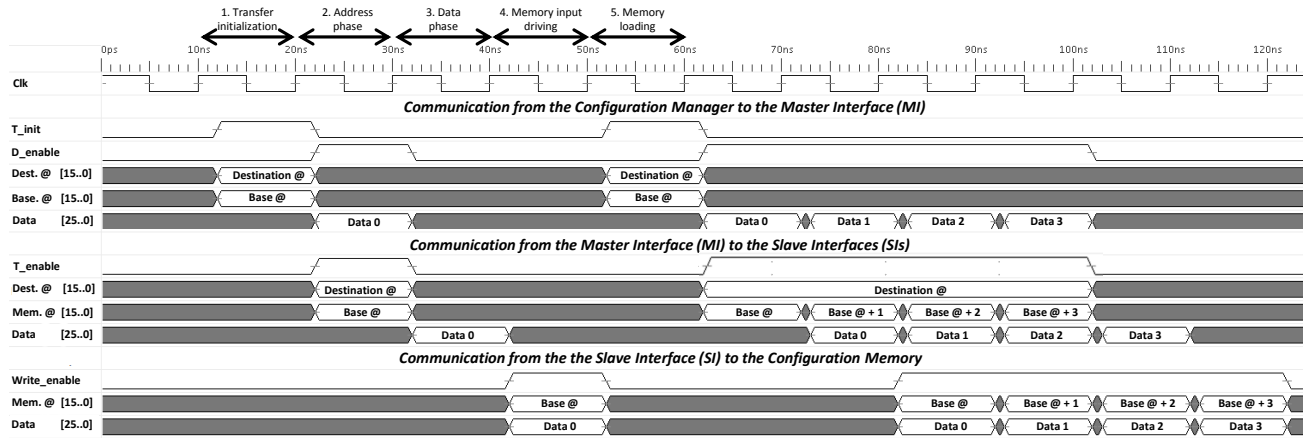 1. Transfer initialization 2. Address phase 3. Data phase 4. Memory input driving 5. Memory loading
0ps 10ns 20ns 30ns 40ns 50ns 60ns 70ns 80ns 90ns 100ns 110ns 120ns
Clk
Communication from the Configuration Manager to the Master Interface (MI)
T_init
D_enable
Dest. @ [15..0] Destination @ Destination @
Base. @ [15..0] Base @ Base @
Data [25..0] Data 0 Data 0 Data 1 Data 2 Data 3
Communication from the Master Interface (MI) to the Slave Interfaces (SIs)
T_enable
Dest. @ [15..0] Destination @ Destination @
Mem. @ [15..0] Base @ Base @ Base @ + 1 Base @ + 2 Base @ + 3
Data [25..0] Data 0 Data 0 Data 1 Data 2 Data 3
Communication from the the Slave Interface (SI) to the Configuration Memory
Write_enable
Mem. @ [15..0] Base @ Base @ Base @ + 1 Base @ + 2 Base @ + 3
Data [25..0] Data 0 Data 0 Data 1 Data 2 Data 3